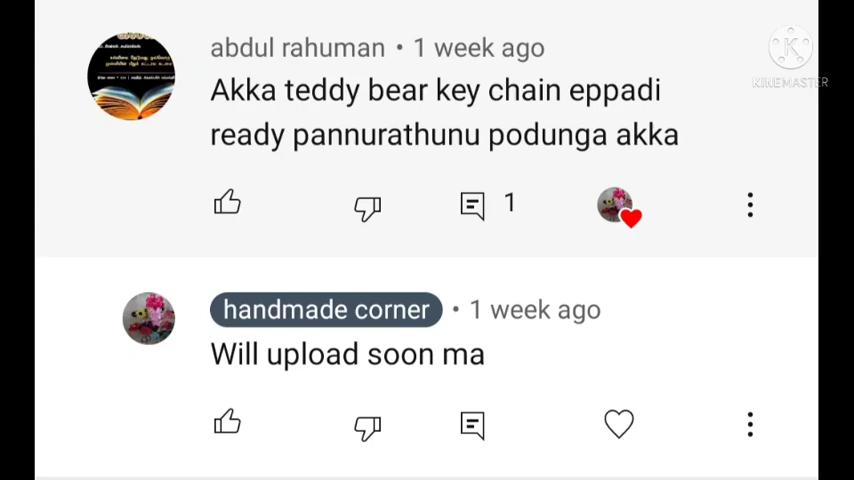 abdul rahuman • 1 week ago
Akka teddy bear key chain eppadi
ready pannurathunu podunga akka
1
handmade corner • 1 week ago
Will upload soon ma
KINEMASTER